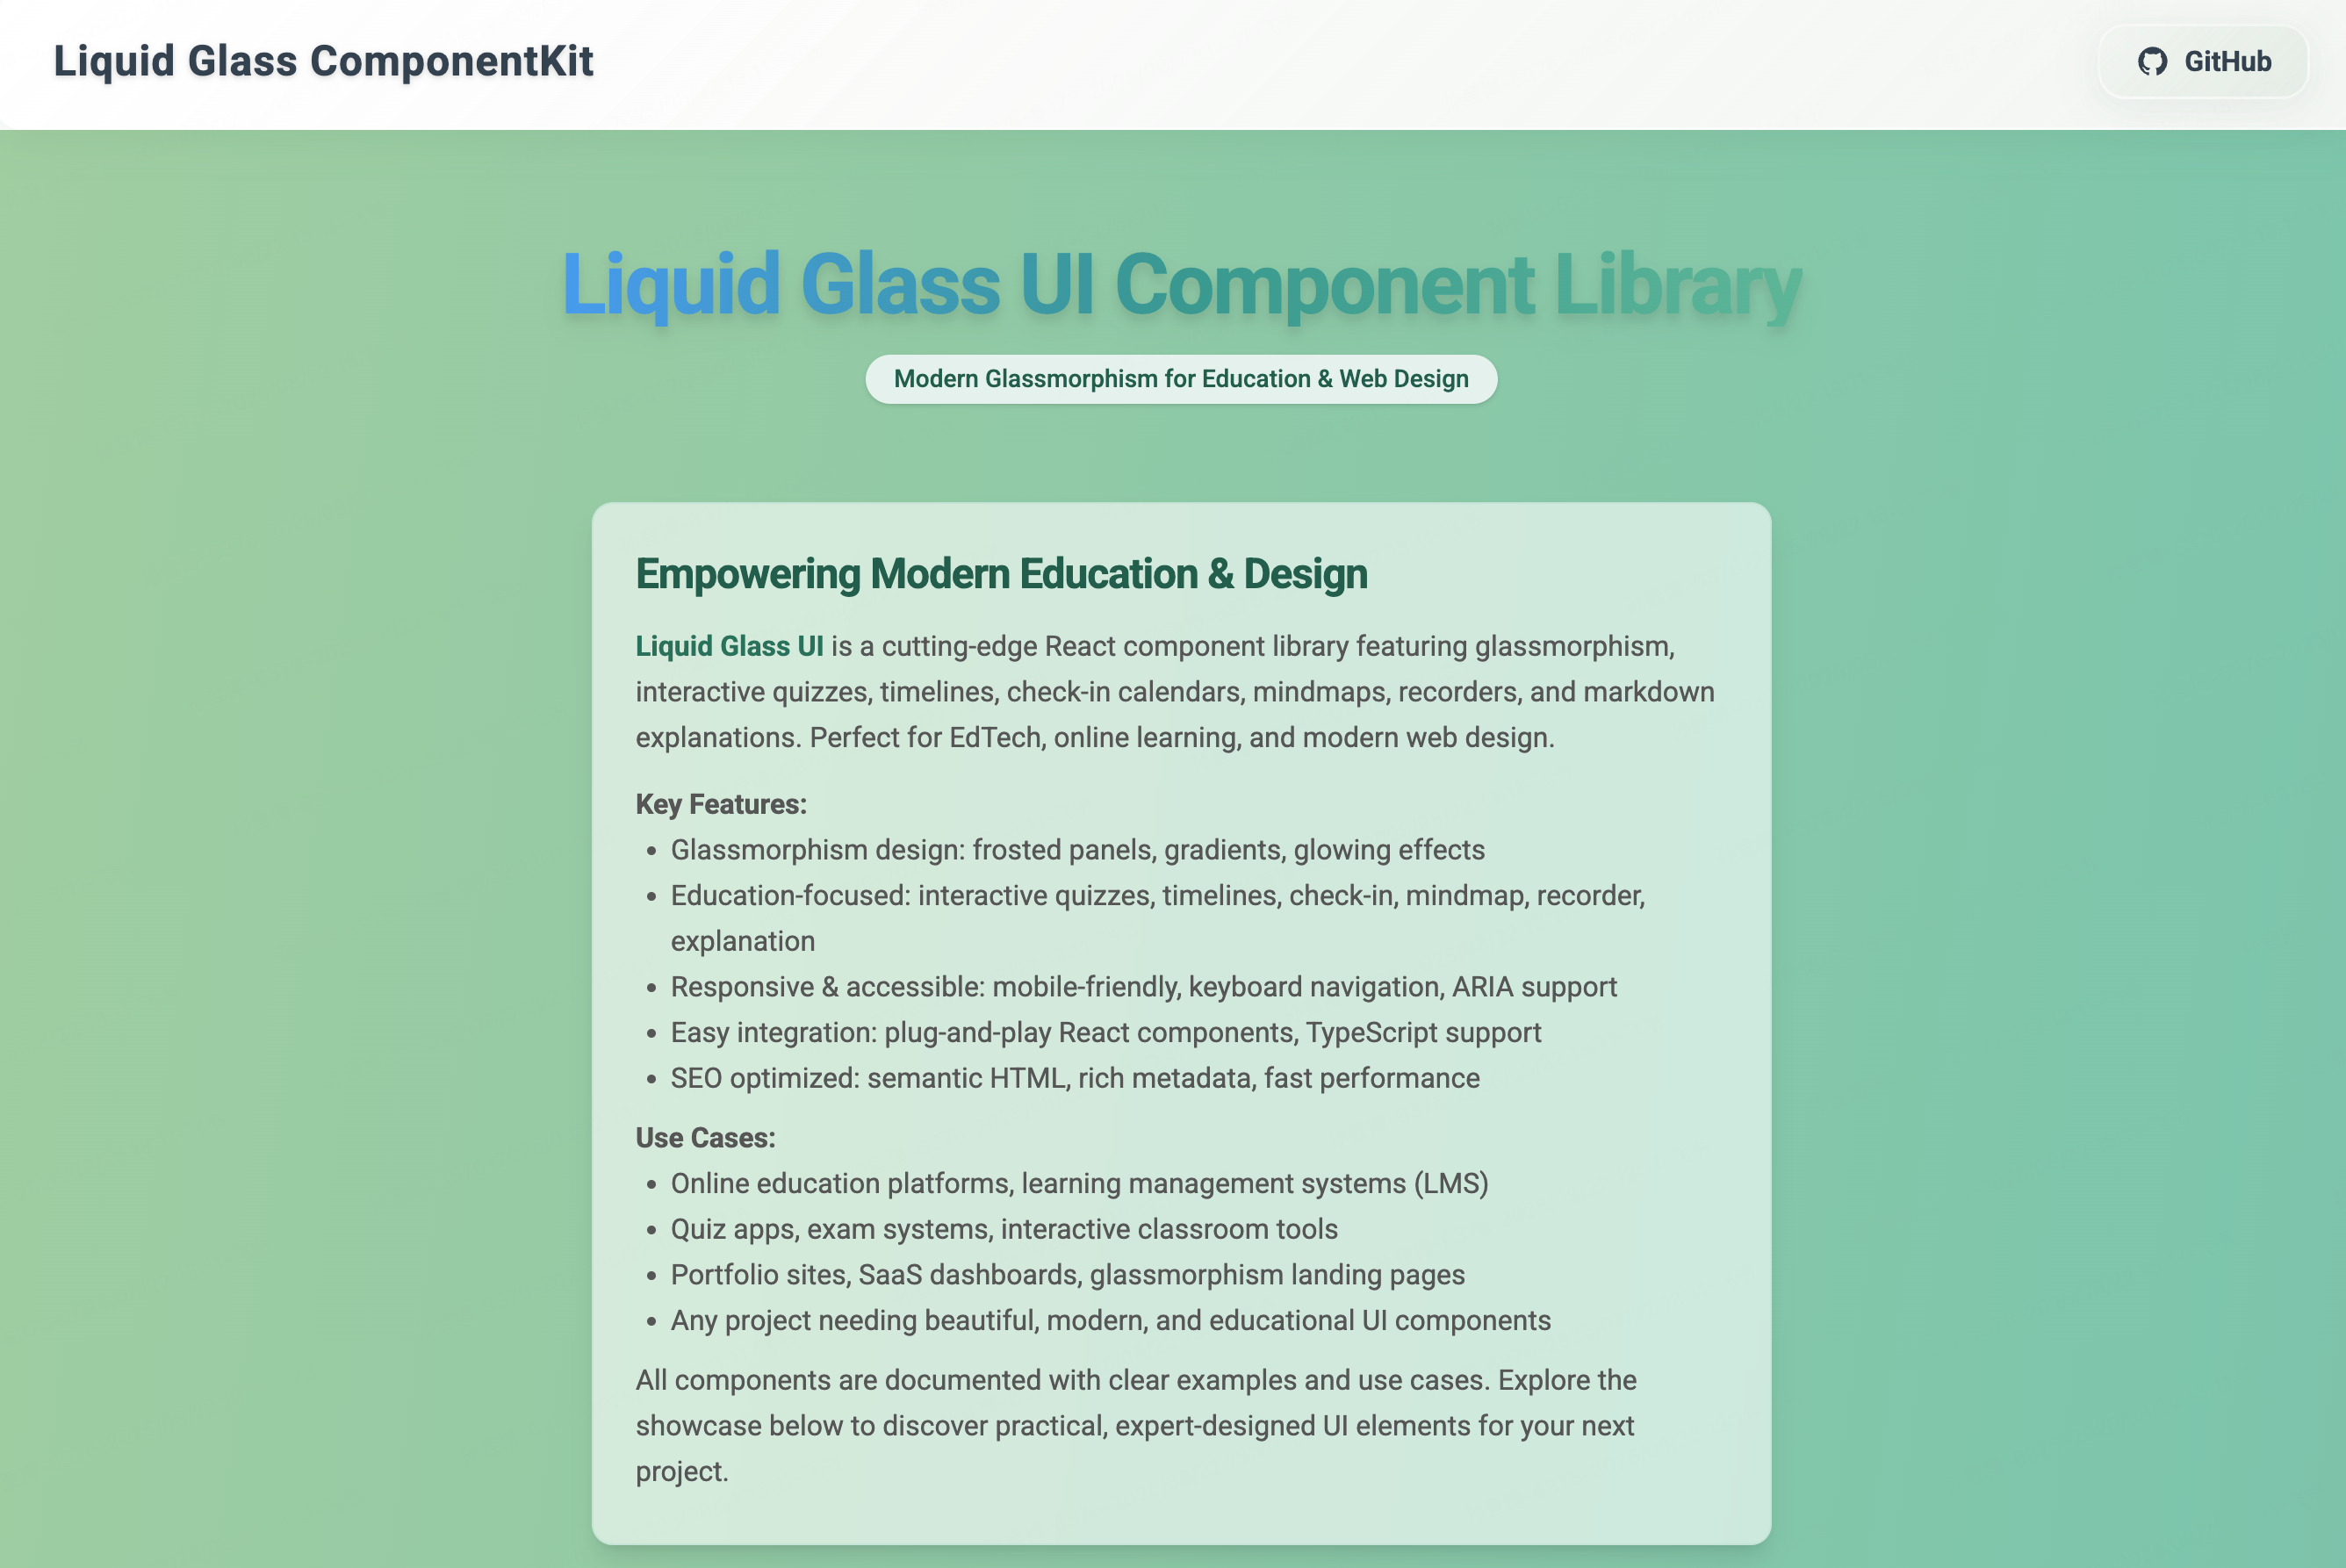 Liquid Glass ComponentKit
GitHub
Liquid Glass UI Component Library
Modern Glassmorphism for Education & Web Design
Empowering Modern Education & Design
Liquid Glass UI is a cutting-edge React component library featuring glassmorphism,
interactive quizzes, timelines, check-in calendars, mindmaps, recorders, and markdown
explanations. Perfect for EdTech, online learning, and modern web design.
Key Features:
• Glassmorphism design: frosted panels, gradients, glowing effects
• Education-focused: interactive quizzes, timelines, check-in, mindmap, recorder,
explanation
• Responsive & accessible: mobile-friendly, keyboard navigation, ARIA support
• Easy integration: plug-and-play React components, TypeScript support
• SEO optimized: semantic HTML, rich metadata, fast performance
Use Cases:
• Online education platforms, learning management systems (LMS)
• Quiz apps, exam systems, interactive classroom tools
• Portfolio sites, SaaS dashboards, glassmorphism landing pages
• Any project needing beautiful, modern, and educational UI components
All components are documented with clear examples and use cases. Explore the
showcase below to discover practical, expert-designed UI elements for your next
project.